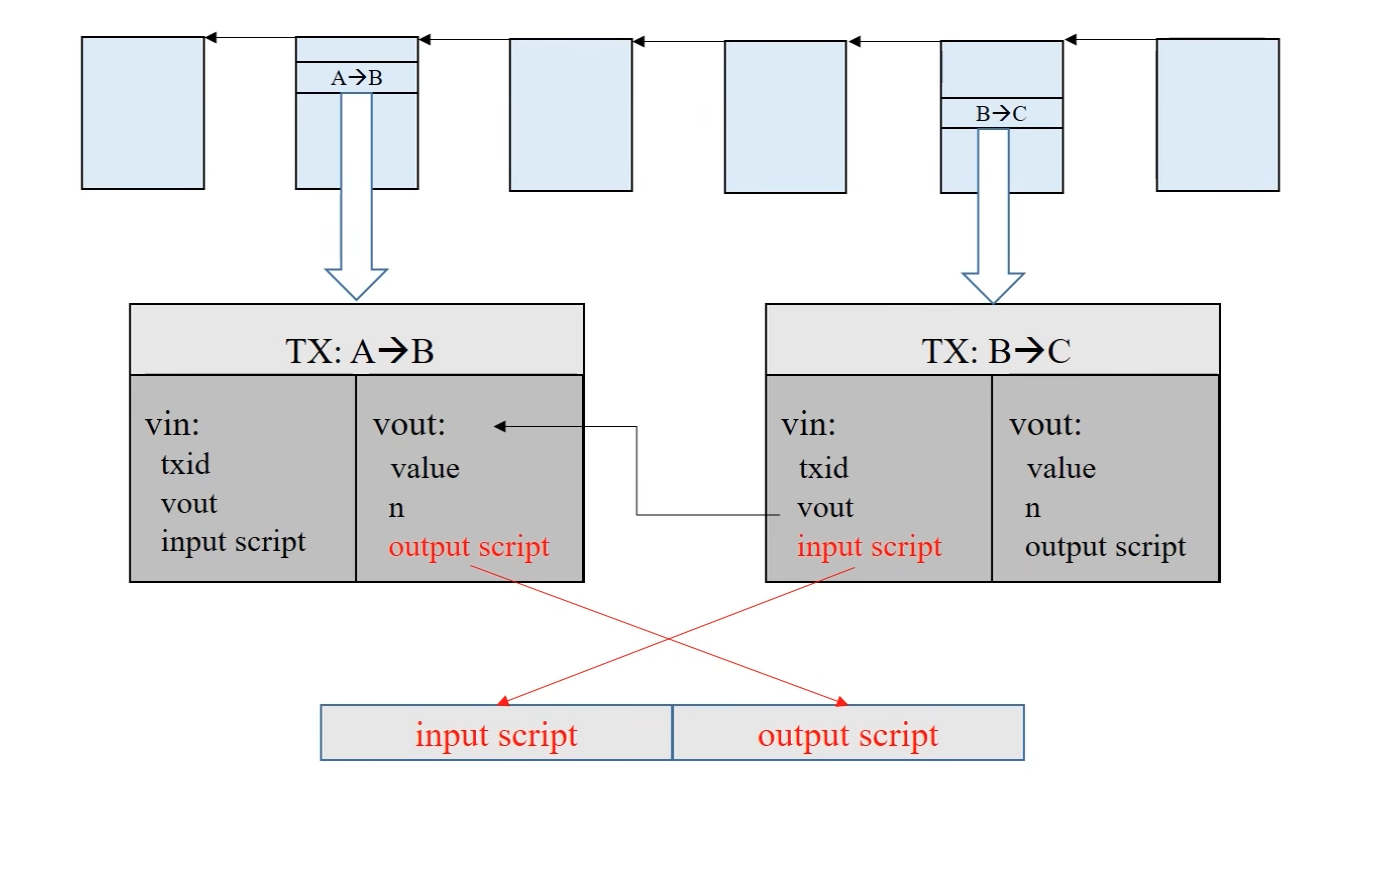 A→B
B→C
TX: A→B
vin:
txid
vout
input script
vout:
value
n
output script
TX: B→C
vin:
txid
vout
input script
vout:
value
n
output script
input script
output script